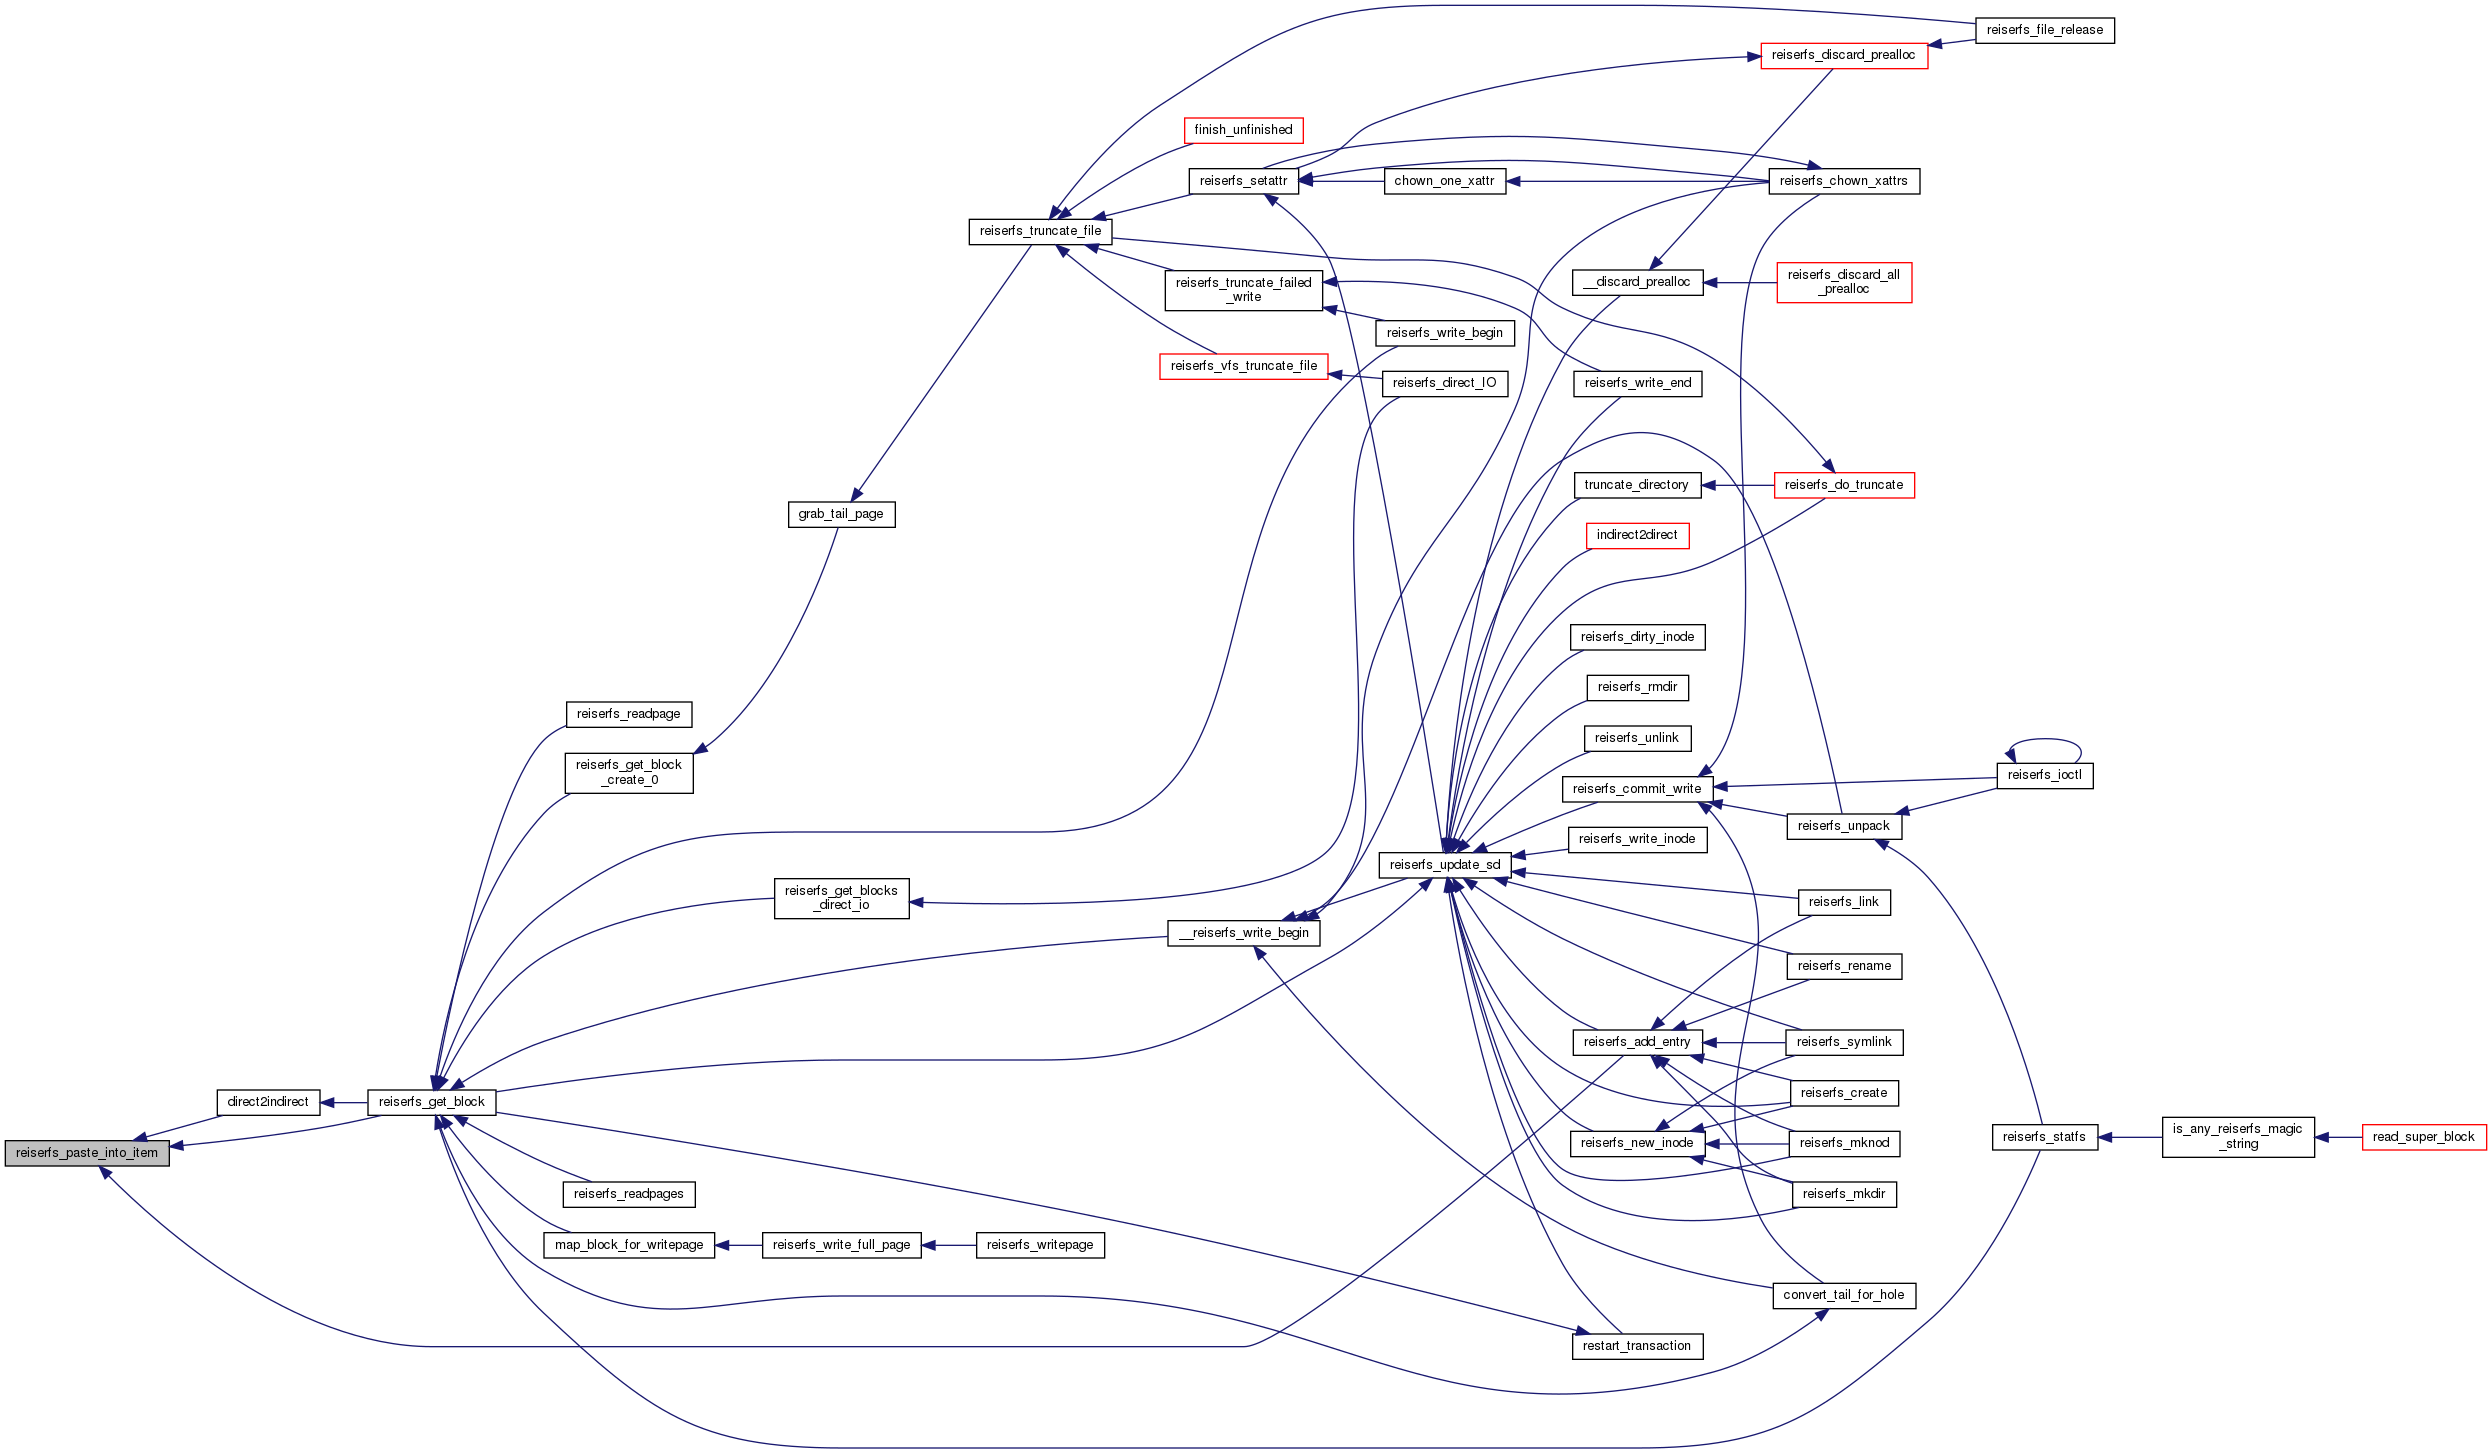 reiserfs_file_release
reiserfs_discard_prealloc
finish_unfinished
reiserfs_setattr
chown_one_xattr
reiserfs_chown_xattrs
reiserfs_truncate_file
reiserfs_truncate_failed
_write
__discard_prealloc
reiserfs_discard_all
_prealloc
reiserfs_write_begin
reiserfs_vfs_truncate_file
reiserfs_direct_IO
reiserfs_write_end
truncate_directory
reiserfs_do_truncate
grab_tail_page
indirect2direct
reiserfs_dirty_inode
reiserfs_rmdir
reiserfs_readpage
reiserfs_unlink
reiserfs_get_block
_create_0
reiserfs_commit_write
reiserfs_ioctl
reiserfs_unpack
reiserfs_write_inode
reiserfs_update_sd
reiserfs_get_blocks
_direct_io
reiserfs_link
__reiserfs_write_begin
reiserfs_rename
reiserfs_add_entry
reiserfs_symlink
direct2indirect
reiserfs_get_block
reiserfs_create
reiserfs_paste_into_item
reiserfs_new_inode
reiserfs_mknod
reiserfs_statfs
is_any_reiserfs_magic
_string
read_super_block
reiserfs_readpages
reiserfs_mkdir
map_block_for_writepage
reiserfs_write_full_page
reiserfs_writepage
convert_tail_for_hole
restart_transaction